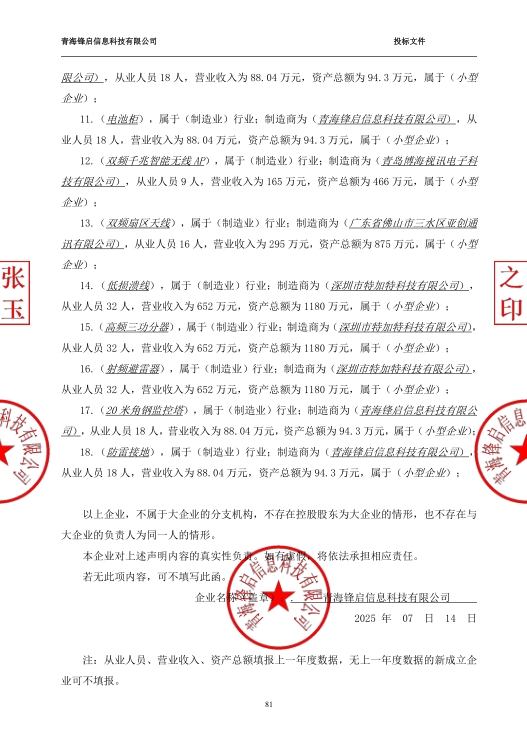 青海锋启信息科技有限公司 投标文件
限公司），从业人员 18 人，营业收入为 88.04 万元，资产总额为 94.3 万元，属于（小型
企业）；
11.（电池柜），属于（制造业）行业；制造商为（青海锋启信息科技有限公司），从
业人员 18 人，营业收入为 88.04 万元，资产总额为 94.3 万元，属于（小型企业）；
12.（双频千兆智能无线 AP），属于（制造业）行业；制造商为（青岛博海视讯电子科
技有限公司），从业人员 9 人，营业收入为 165 万元，资产总额为 466 万元，属于（小型
企业）；
13.（双频扇区天线），属于（制造业）行业；制造商为（广东省佛山市三水区亚创通
讯有限公司），从业人员 16 人，营业收入为 295 万元，资产总额为 875 万元，属于（小型
企业）；
14.（低损溃线），属于（制造业）行业；制造商为（深圳市特加特科技有限公司），
从业人员 32 人，营业收入为 652 万元，资产总额为 1180 万元，属于（小型企业）；
15.（高频三功分器），属于（制造业）行业；制造商为（深圳市特加特科技有限公司），
从业人员 32 人，营业收入为 652 万元，资产总额为 1180 万元，属于（小型企业）；
16.（射频避雷器），属于（制造业）行业；制造商为（深圳市特加特科技有限公司），
从业人员 32 人，营业收入为 652 万元，资产总额为 1180 万元，属于（小型企业）；
17.（20 米角钢监控塔），属于（制造业）行业；制造商为（青海锋启信息科技有限公
司），从业人员 18 人，营业收入为 88.04 万元，资产总额为 94.3 万元，属于（小型企业）；
18.（防雷接地），属于（制造业）行业；制造商为（青海锋启信息科技有限公司），
从业人员 18 人，营业收入为 88.04 万元，资产总额为 94.3 万元，属于（小型企业）；
张玉
之印
科技有限公司
青海锋启信息
以上企业，不属于大企业的分支机构，不存在控股股东为大企业的情形，也不存在与
大企业的负责人为同一人的情形。
本企业对上述声明内容的真实性负责。如有虚假，将依法承担相应责任。
若无此项内容，可不填写此函。
企业名称（盖章）：青海锋启信息科技有限公司
青海锋启信息科技有限公司
2025 年 07 月 14 日
注：从业人员、营业收入、资产总额填报上一年度数据，无上一年度数据的新成立企
业可不填报。
81